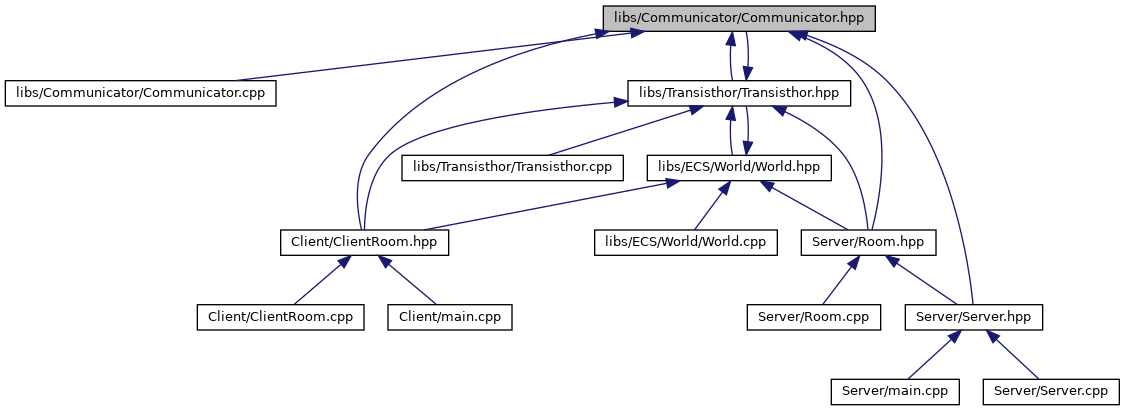 libs/Communicator/Communicator.hpp
libs/Communicator/Communicator.cpp
libs/Transisthor/Transisthor.hpp
libs/Transisthor/Transisthor.cpp
libs/ECS/World/World.hpp
Client/ClientRoom.hpp
libs/ECS/World/World.cpp
Server/Room.hpp
Client/ClientRoom.cpp
Client/main.cpp
Server/Room.cpp
Server/Server.hpp
Server/main.cpp
Server/Server.cpp